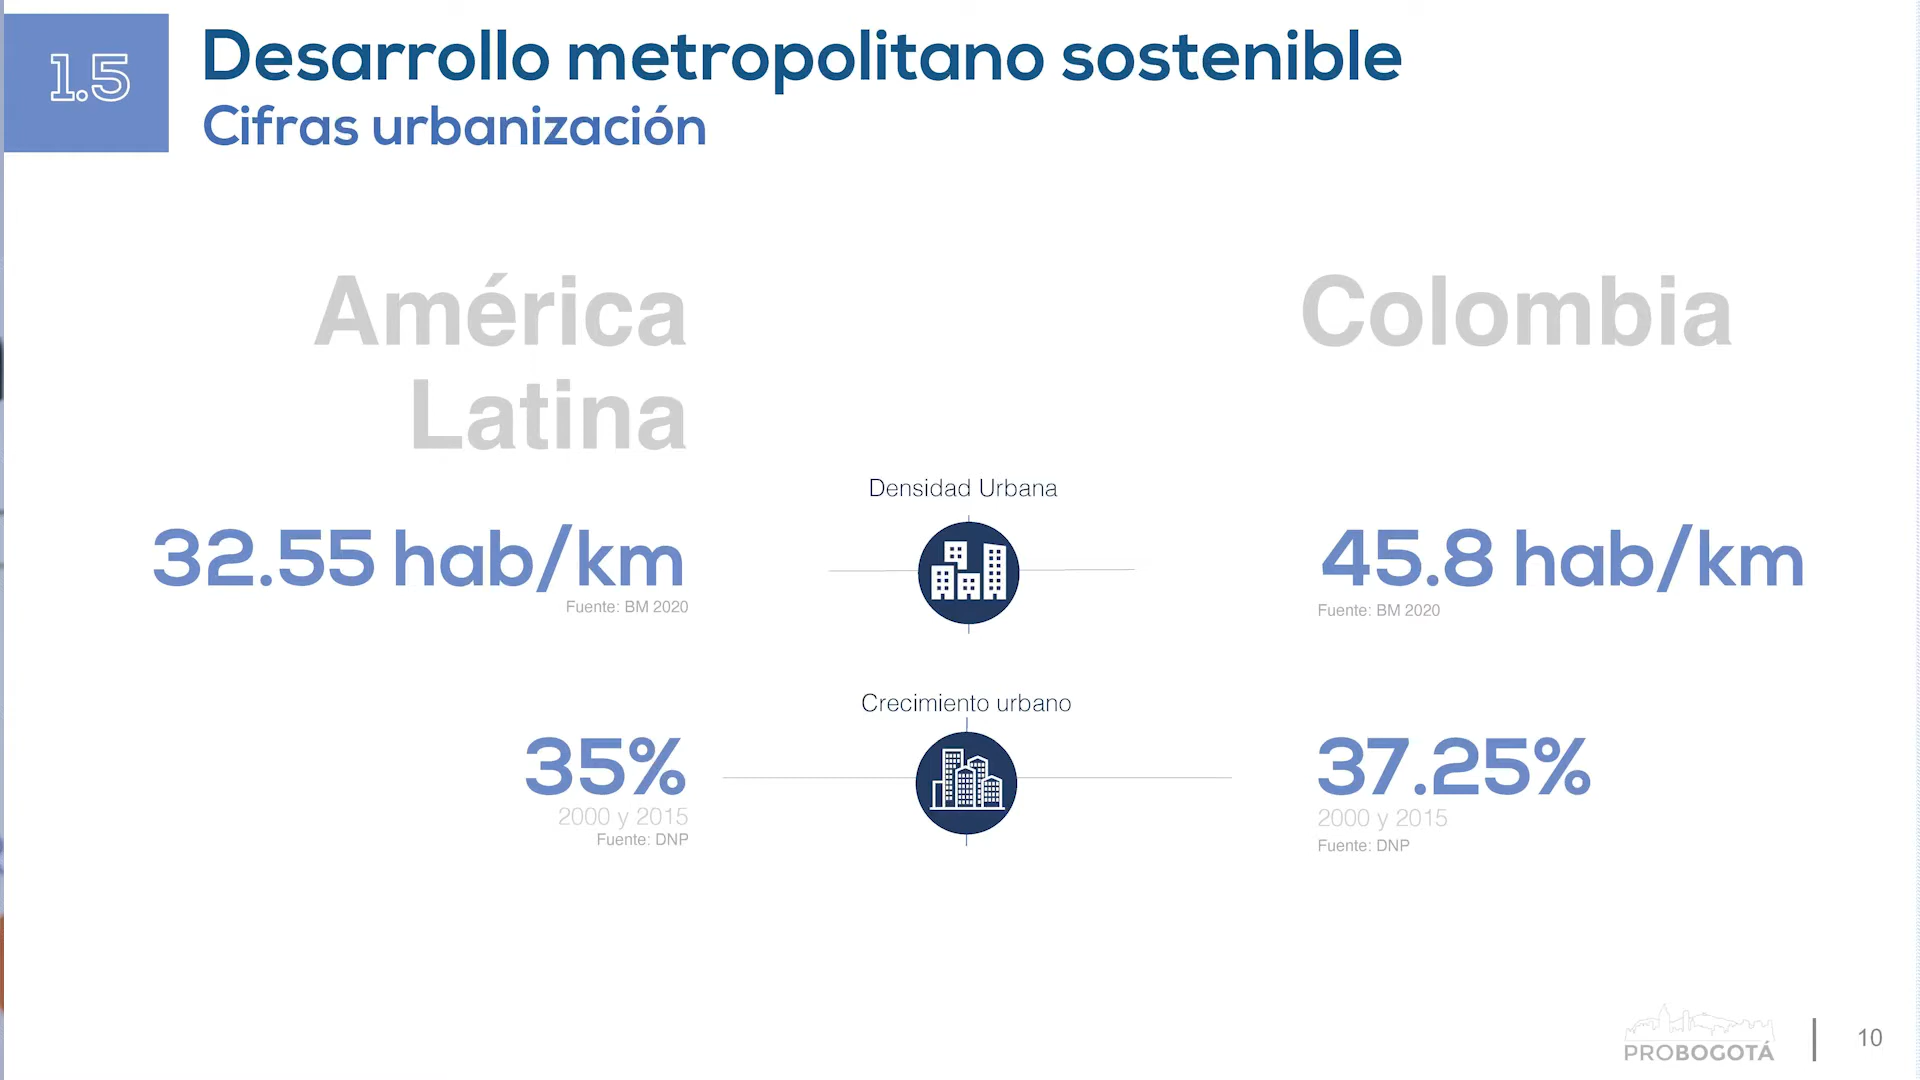 1.5
Desarrollo metropolitano sostenible
Cifras urbanización
América
Latina
Colombia
Densidad Urbana
32.55 hab/km
Fuente: BM 2020
45.8 hab/km
Fuente: BM 2020
Crecimiento urbano
35%
2000 y 2015
Fuente: DNP
37.25%
2000 y 2015
Fuente: DNP
PROBOGOTÁ
10